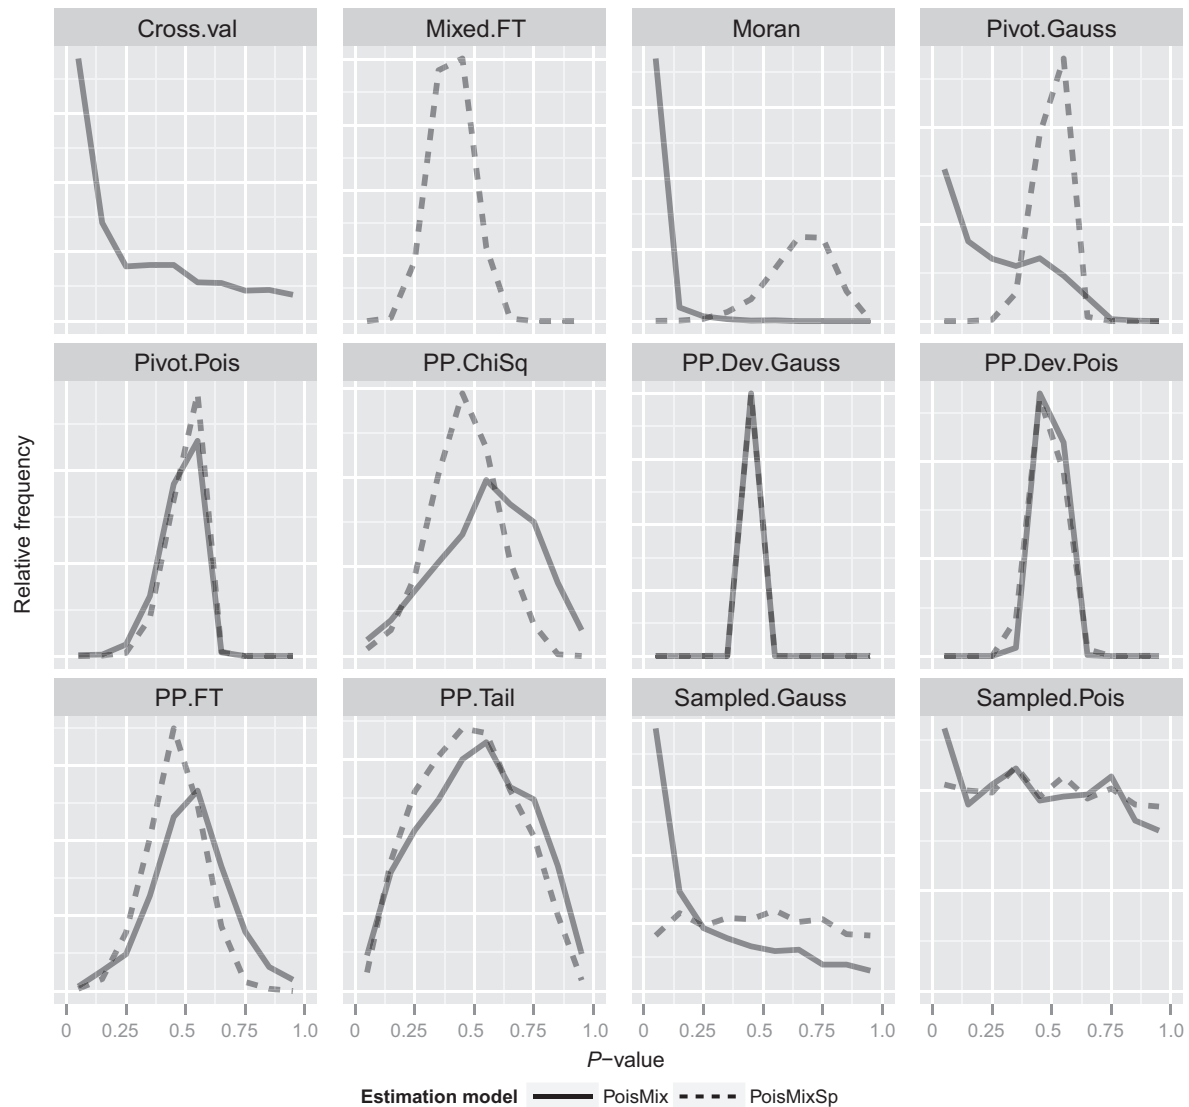 Cross.val
Mixed.FT
Moran
Pivot.Gauss
Pivot.Pois
PP.ChiSq
PP.Dev.Gauss
PP.Dev.Pois
Relative frequency
PP.FT
PP.Tail
Sampled.Gauss
Sampled.Pois
0 0.25 0.5 0.75 1.0
0 0.25 0.5 0.75 1.0
0 0.25 0.5 0.75 1.0
0 0.25 0.5 0.75 1.0
P−value
Estimation model PoisMix PoisMixSp